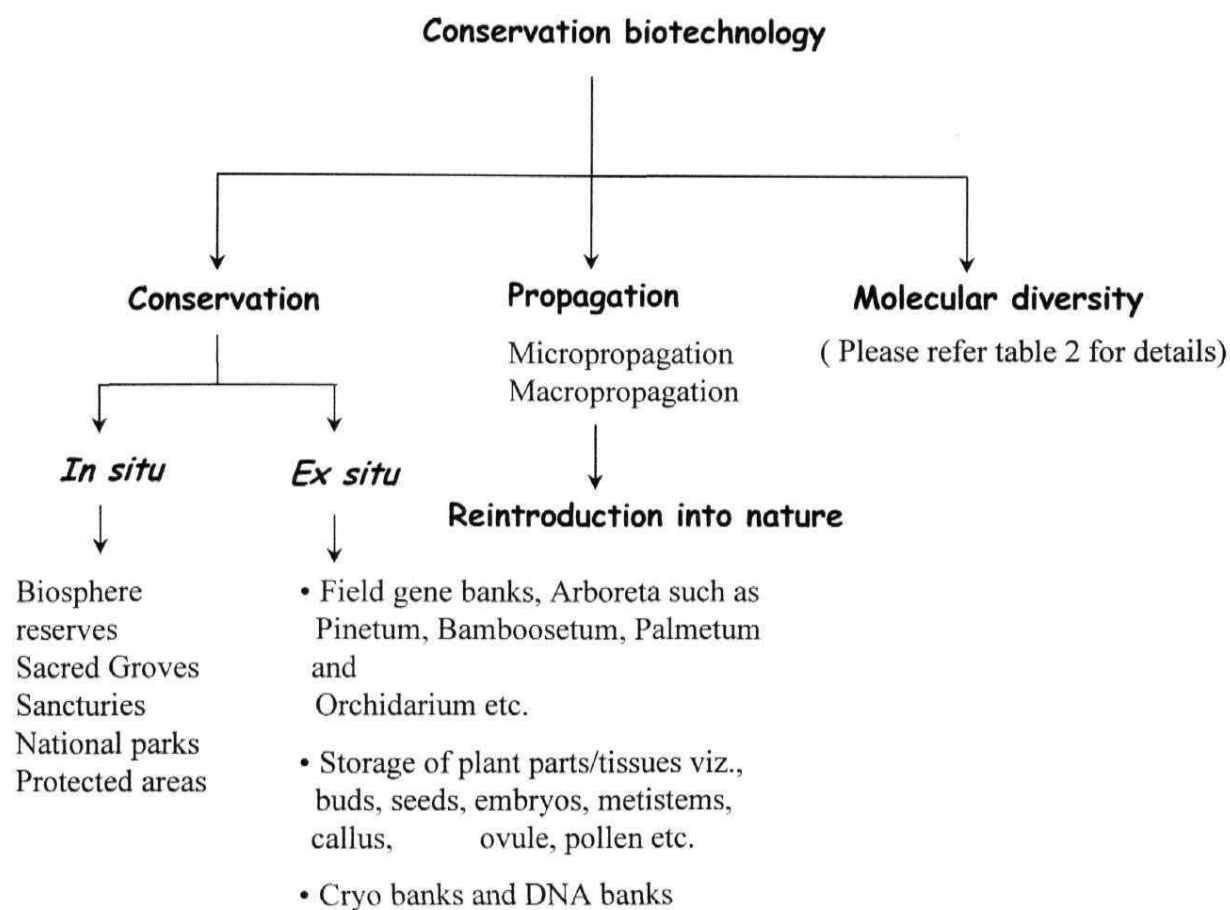 Conservation biotechnology
Conservation
Propagation
Molecular diversity
Micropropagation
Macropropagation
( Please refer table 2 for details)
In situ
Ex situ
Reintroduction into nature
Biosphere
reserves
Sacred Groves
Sancturies
National parks
Protected areas
• Field gene banks, Arboreta such as
Pinetum, Bamboosetum, Palmetum
and
Orchidarium etc.
• Storage of plant parts/tissues viz.,
buds, seeds, embryos, metistems,
callus, ovule, pollen etc.
• Cryo banks and DNA banks